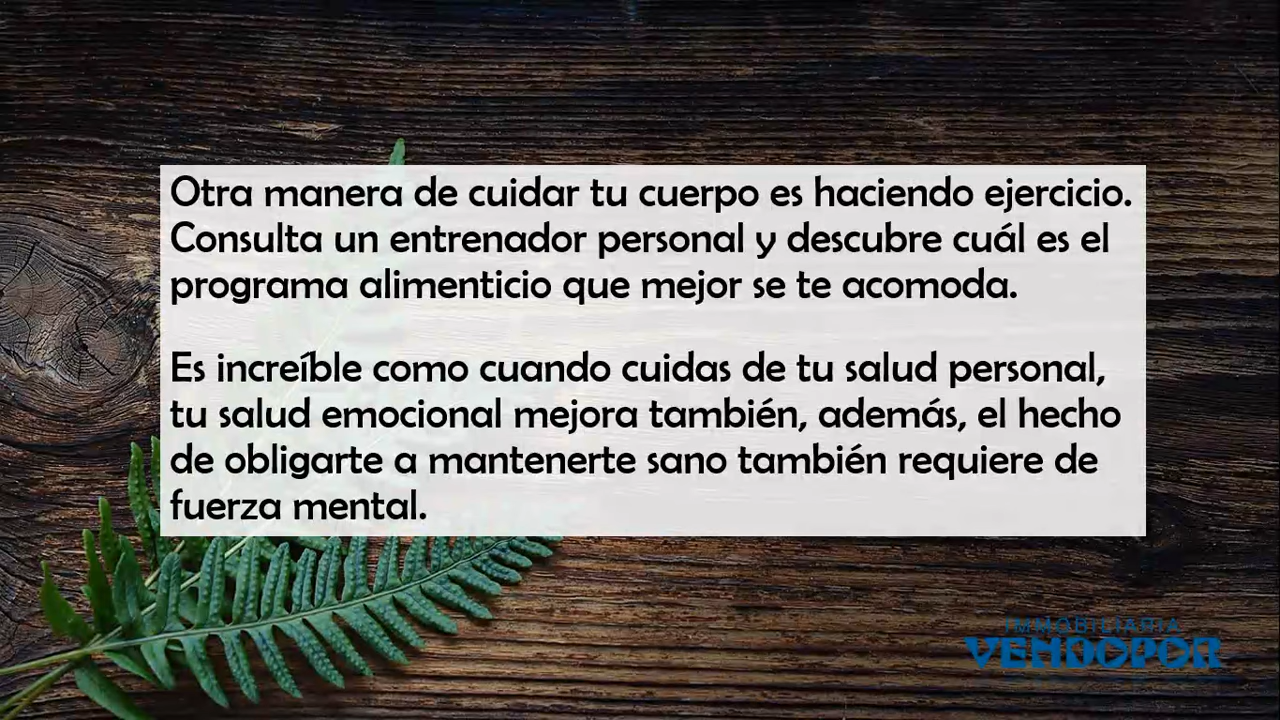 Otra manera de cuidar tu cuerpo es haciendo ejercicio.
Consulta un entrenador personal y descubre cuál es el
programa alimenticio que mejor se te acomoda.
Es increíble como cuando cuidas de tu salud personal,
tu salud emocional mejora también, además, el hecho
de obligarte a mantenerte sano también requiere de
fuerza mental.
IMMOBILIARIA
VENDOPOR